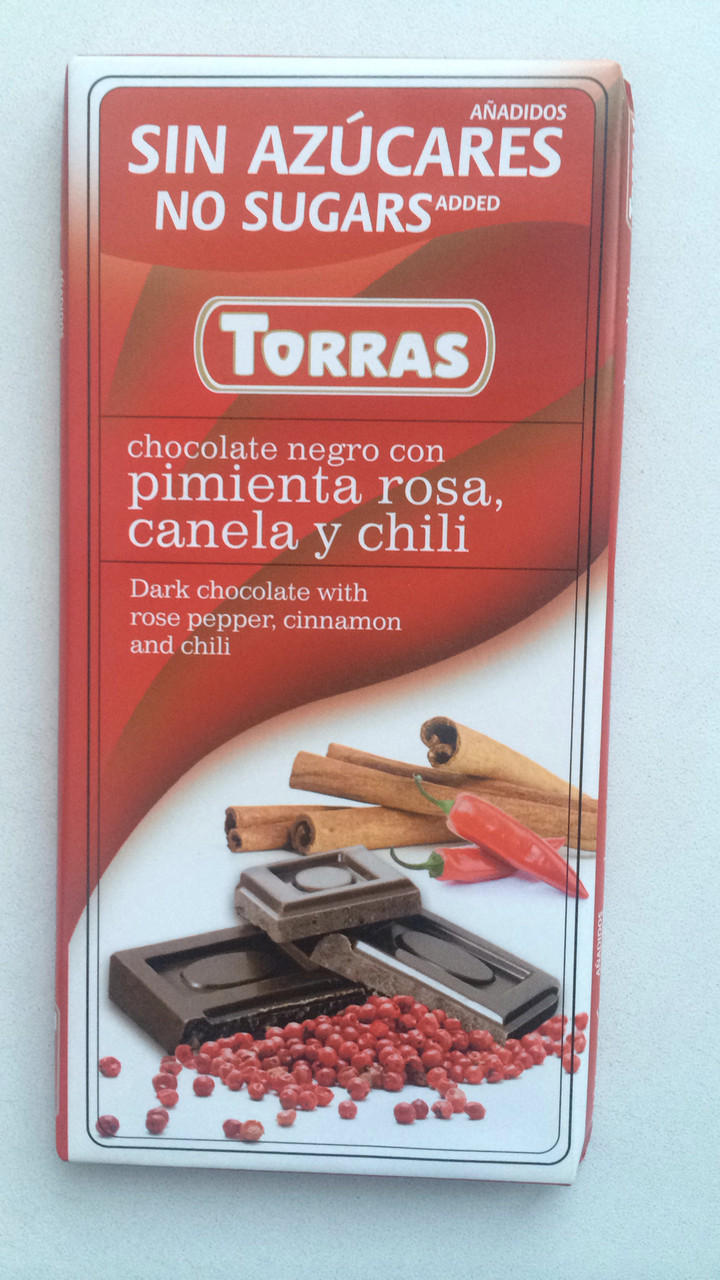 AÑADIDOS
SIN AZÚCARES
NO SUGARS ADDED
TORRAS
chocolate negro con
pimienta rosa,
canela y chili
Dark chocolate with
rose pepper, cinnamon
and chili
AÑADIDOS